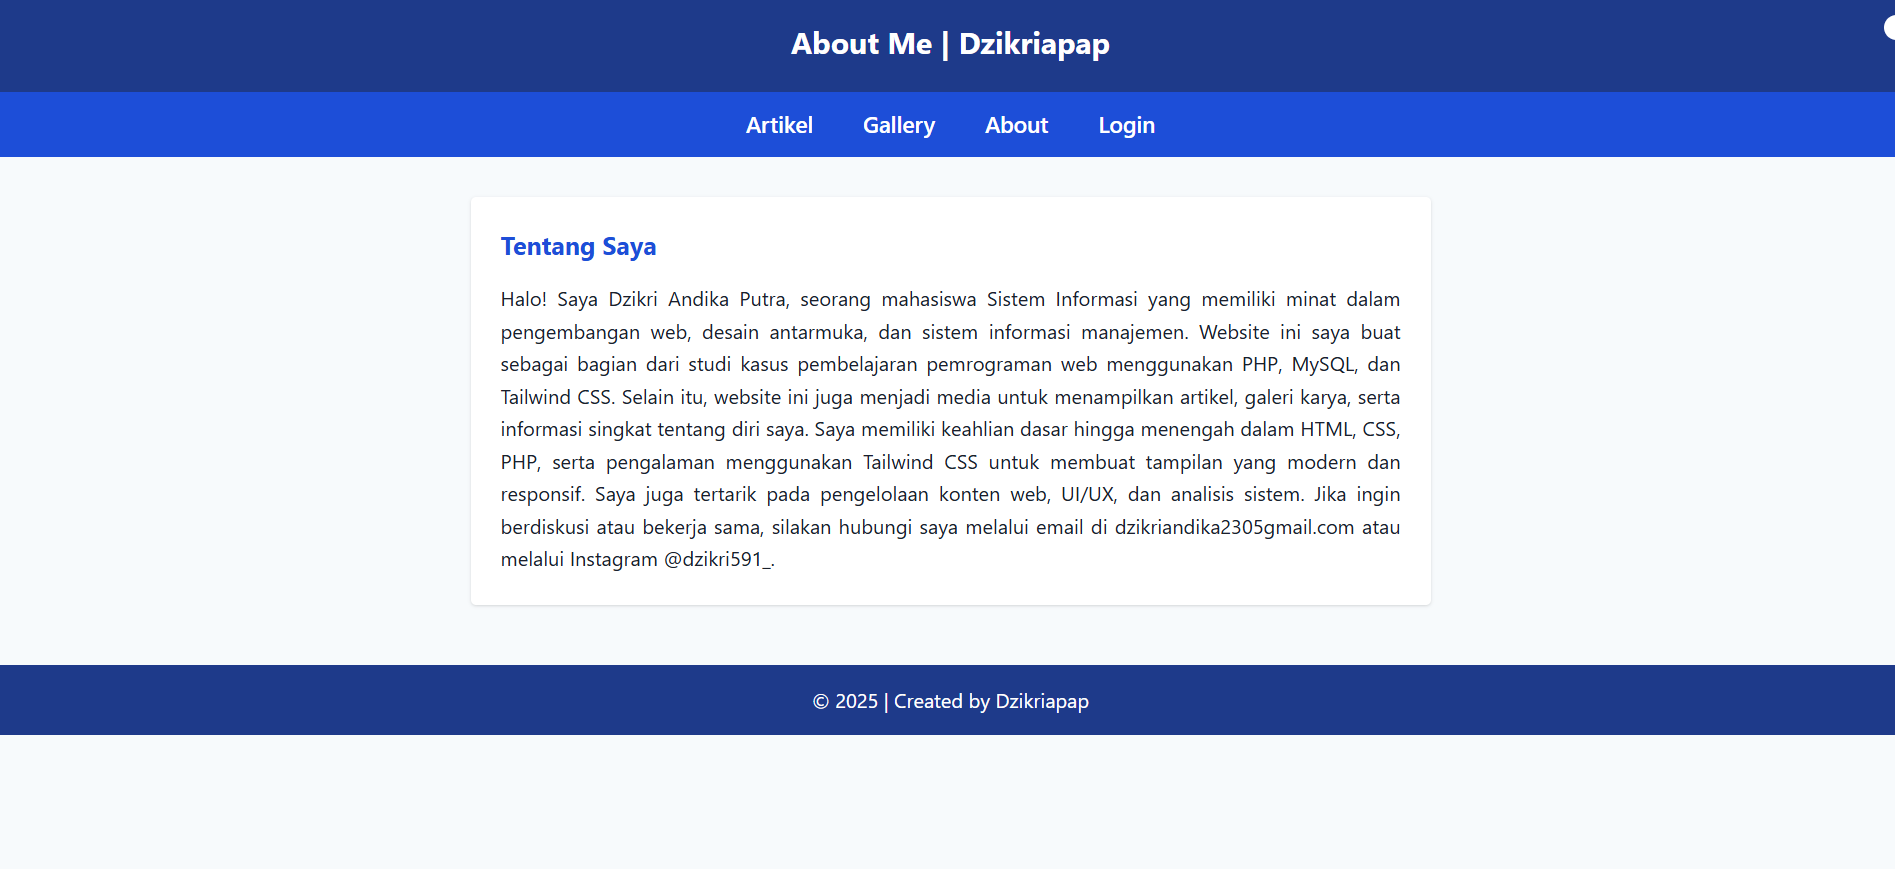 About Me | Dzikriapap
Artikel Gallery About Login
Tentang Saya
Halo! Saya Dzikri Andika Putra, seorang mahasiswa Sistem Informasi yang memiliki minat dalam
pengembangan web, desain antarmuka, dan sistem informasi manajemen. Website ini saya buat
sebagai bagian dari studi kasus pembelajaran pemrograman web menggunakan PHP, MySQL, dan
Tailwind CSS. Selain itu, website ini juga menjadi media untuk menampilkan artikel, galeri karya, serta
informasi singkat tentang diri saya. Saya memiliki keahlian dasar hingga menengah dalam HTML, CSS,
PHP, serta pengalaman menggunakan Tailwind CSS untuk membuat tampilan yang modern dan
responsif. Saya juga tertarik pada pengelolaan konten web, UI/UX, dan analisis sistem. Jika ingin
berdiskusi atau bekerja sama, silakan hubungi saya melalui email di dzikriandika2305gmail.com atau
melalui Instagram @dzikri591_.
© 2025 | Created by Dzikriapap